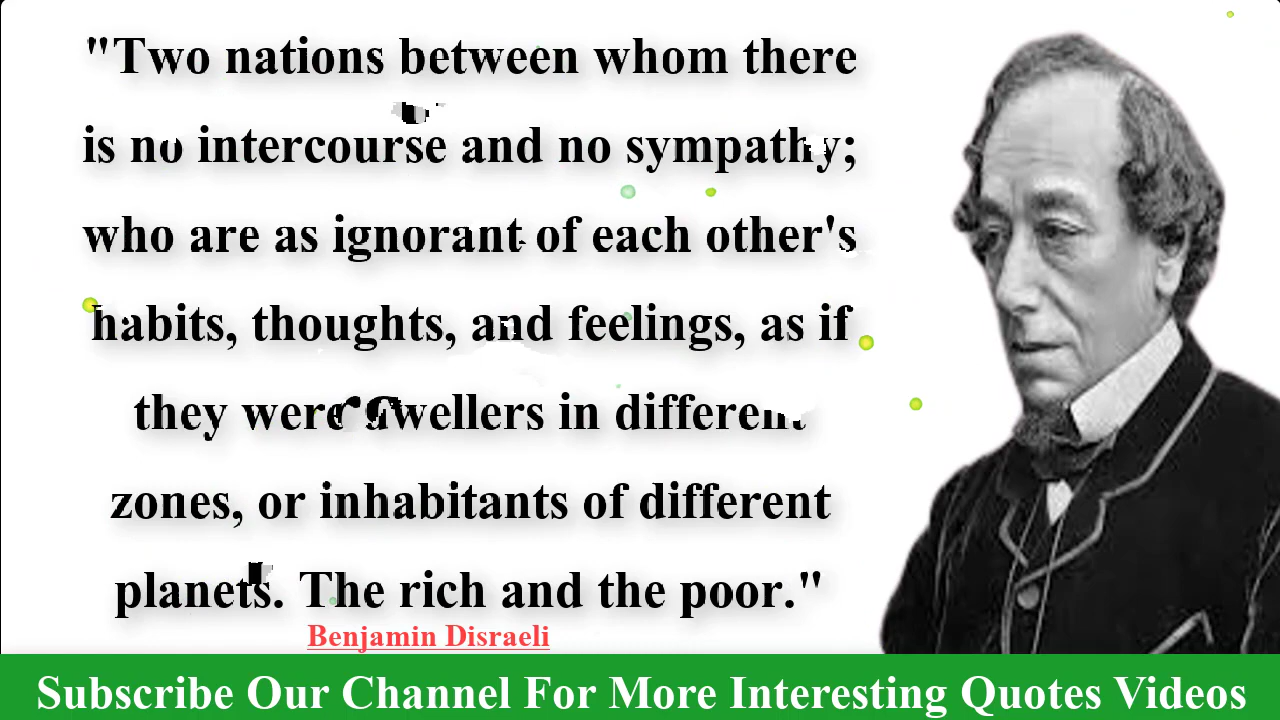 "Two nations between whom there
is no intercourse and no sympathy;
who are as ignorant of each other's
habits, thoughts, and feelings, as if
they were dwellers in different
zones, or inhabitants of different
planets. The rich and the poor."
Benjamin Disraeli
Subscribe Our Channel For More Interesting Quotes Videos